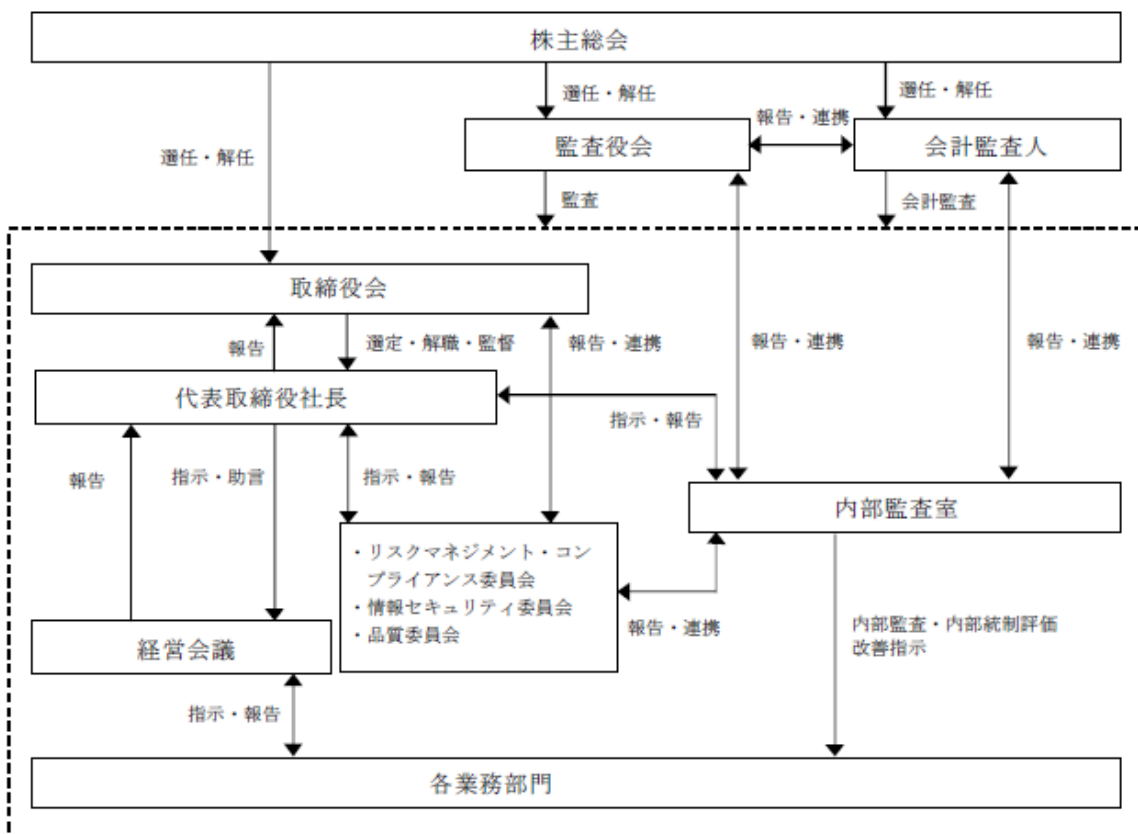 株主総会
選任・解任
選任・解任
選任・解任
報告・連携
監査役会
会計監査人
監査
会計監査
取締役会
報告
選定・解職・監督
報告・連携
報告・連携
報告・連携
代表取締役社長
指示・報告
報告
指示・助言
指示・報告
内部監査室
・リスクマネジメント・コン
プライアンス委員会
・情報セキュリティ委員会
・品質委員会
報告・連携
内部監査・内部統制評価
改善指示
経営会議
指示・報告
各業務部門